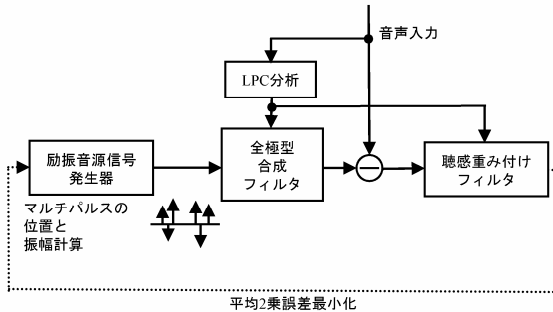 音声入力
LPC分析
励振音源信号
発生器
全極型
合成
フィルタ
聴感重み付け
フィルタ
マルチパルスの
位置と
振幅計算
平均2乗誤差最小化